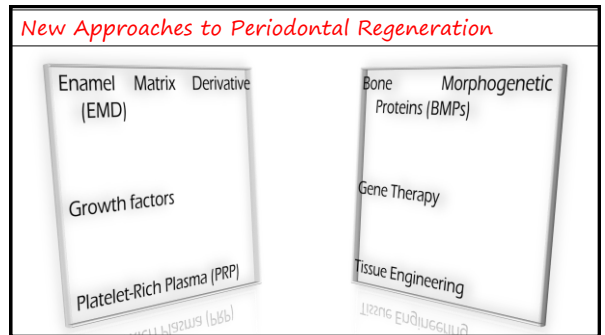 New Approaches to Periodontal Regeneration
Enamel Matrix Derivative
(EMD)
Growth factors
Platelet-Rich Plasma (PRP)
Bone Morphogenetic
Proteins (BMPs)
Gene Therapy
Tissue Engineering